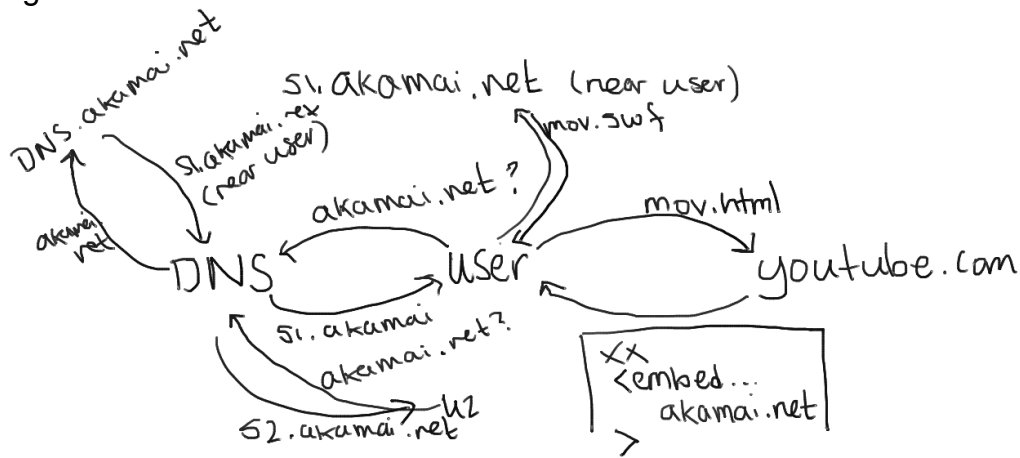 DNS.akamai.net
s1.akamai.net (near user)
mov.swf
s1.akamai.net
(near user)
akamai.net?
mov.html
akamai.
net
DNS
user
youtube.com
s1.akamai
akamai.net?
u2
s2.akamai.net
xx
<embed...
akamai.net
>